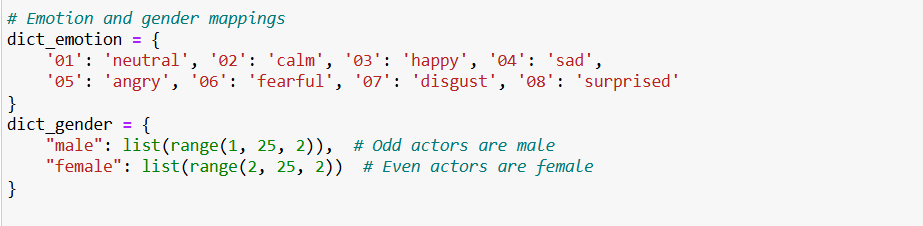 # Emotion and gender mappings
dict_emotion = {
    '01': 'neutral', '02': 'calm', '03': 'happy', '04': 'sad',
    '05': 'angry', '06': 'fearful', '07': 'disgust', '08': 'surprised'
}
dict_gender = {
    "male": list(range(1, 25, 2)),  # Odd actors are male
    "female": list(range(2, 25, 2))  # Even actors are female
}